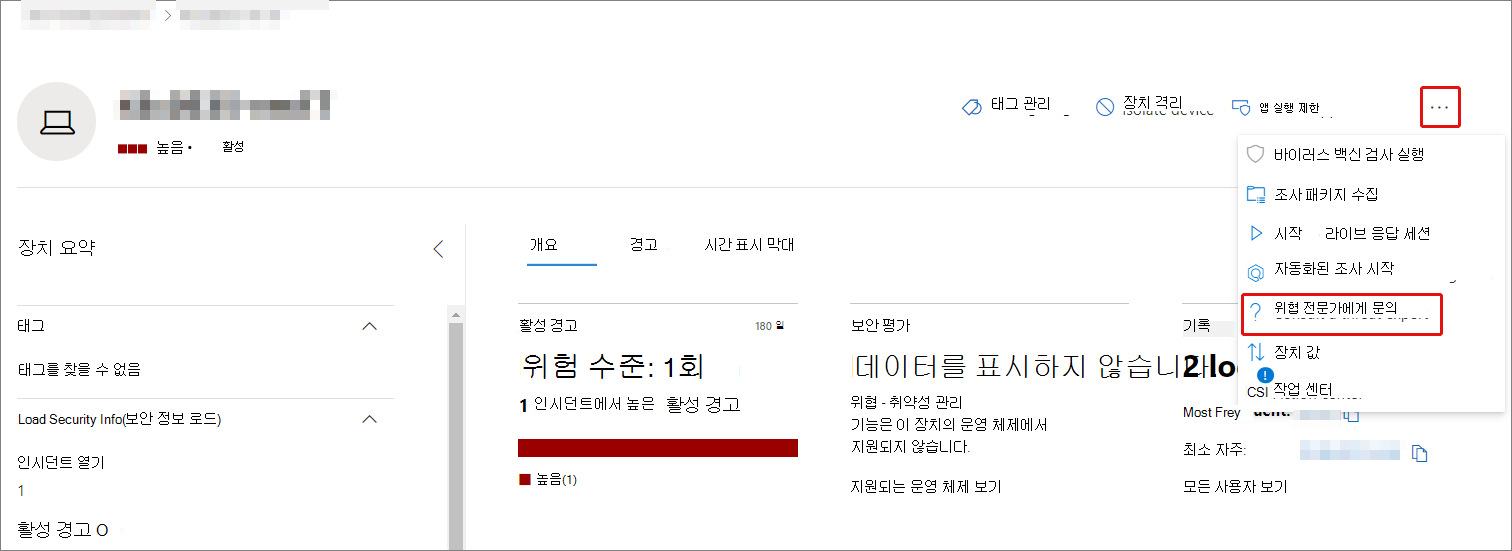 태그 관리
장치 격리
Isolate device
앱 실행 제한
...
높음 •
활성
바이러스 백신 검사 실행
조사 패키지 수집
시작 라이브 응답 세션
자동화된 조사 시작
위협 전문가에게 문의
장치 값
CSI 작업 센터
장치 요약
개요
경고
시간 표시 막대
태그
태그를 찾을 수 없음
Load Security Info(보안 정보 로드)
인시던트 열기
1
활성 경고 O
활성 경고
180 일
위험 수준: 1회
1 인시던트에서 높은 활성 경고
높음(1)
보안 평가
데이터를 표시하지 않습니다
위협 - 취약성 관리
기능은 이 장치의 운영 체제에서
지원되지 않습니다.
지원되는 운영 체제 보기
기록
2 lo
Most Frey
최소 자주:
모든 사용자 보기